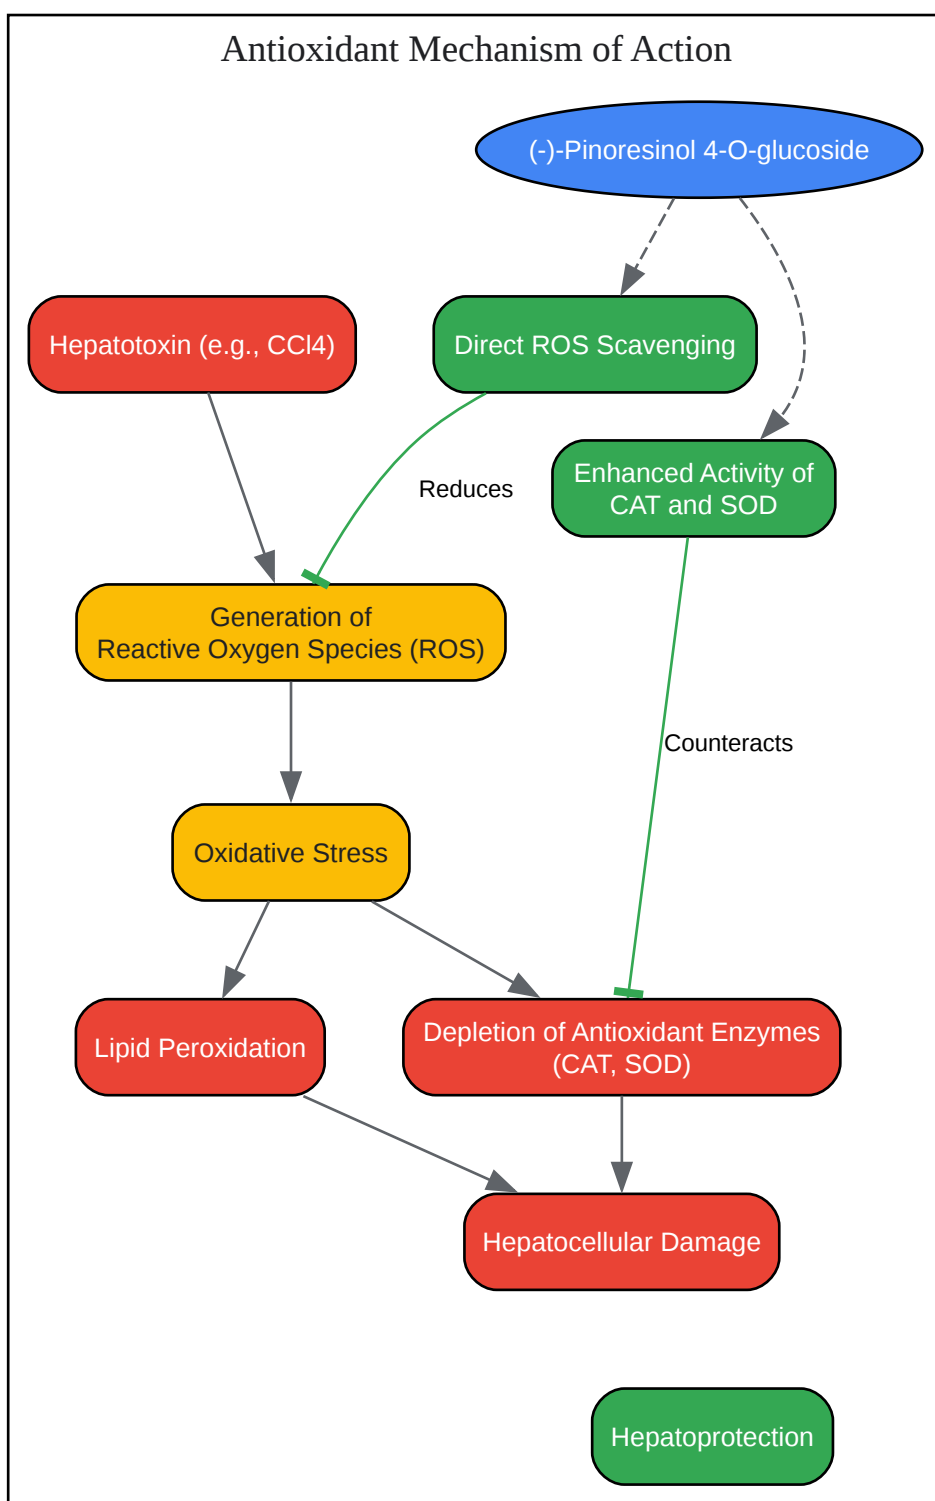 Antioxidant Mechanism of Action
(-)-Pinoresinol 4-O-glucoside
Hepatotoxin (e.g., CCl4)
Direct ROS Scavenging
Reduces
Enhanced Activity of
CAT and SOD
Generation of
Reactive Oxygen Species (ROS)
Counteracts
Oxidative Stress
Lipid Peroxidation
Depletion of Antioxidant Enzymes
(CAT, SOD)
Hepatocellular Damage
Hepatoprotection